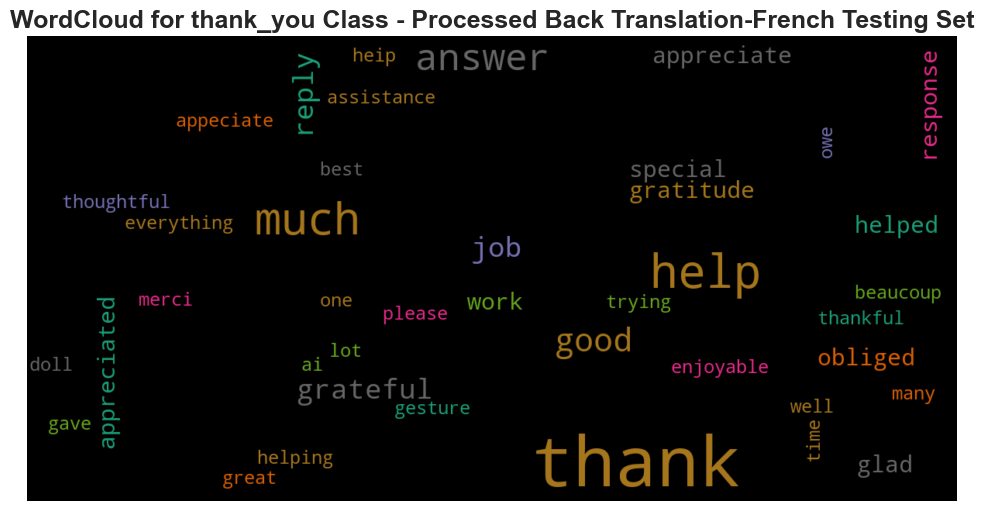 WordCloud for thank_you Class - Processed Back Translation-French Testing Set
answer
heip
reply
appreciate
response
assistance
appeciate
owe
best
special
gratitude
thoughtful
everything
much
helped
job
help
merci
one
please
work
trying
beaucoup
thankful
appreciated
good
lot
ai
doll
obliged
enjoyable
grateful
many
gesture
well
gave
time
thank
helping
glad
great